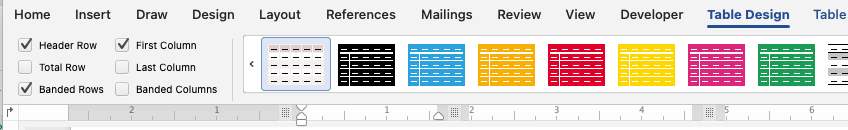 Home Insert Draw Design Layout References Mailings Review View Developer Table Design Table
Header Row First Column
Total Row Last Column
Banded Rows Banded Columns
2 1 1 2 3 4 5 6